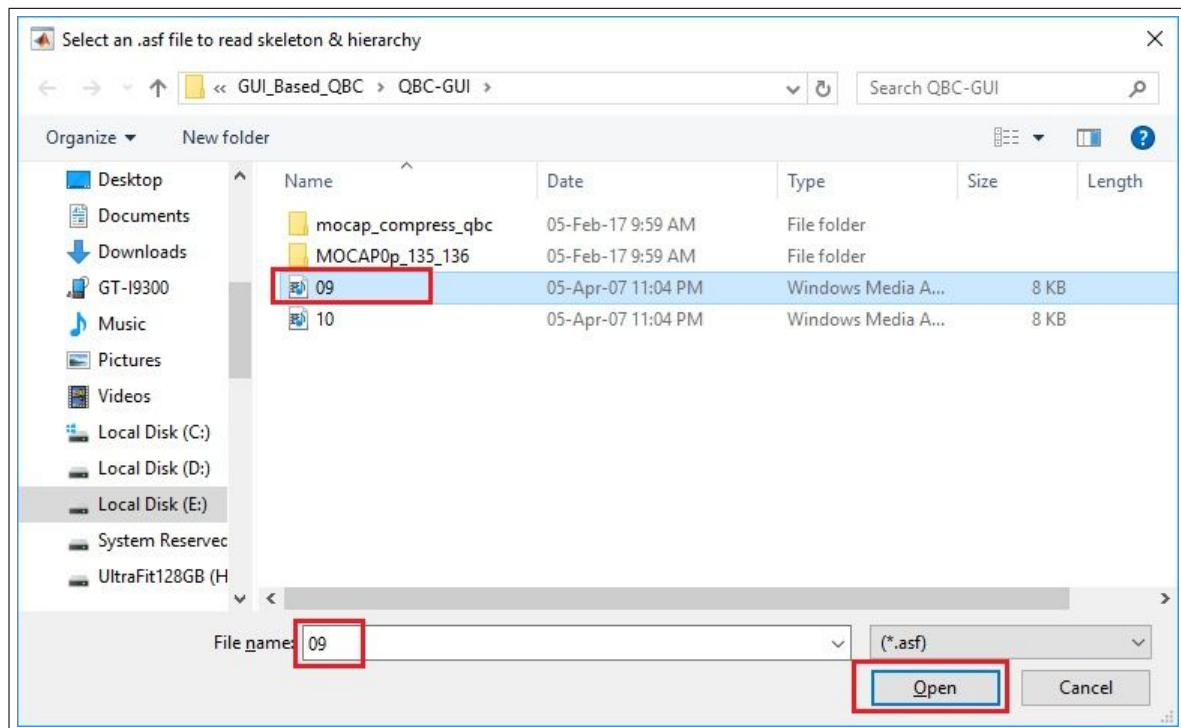 Select an .asf file to read skeleton & hierarchy
« GUI_Based_QBC > QBC-GUI > Search QBC-GUI
Organize New folder
Name Date Type Size Length
Desktop
Documents
Downloads
GT-I9300
Music
Pictures
Videos
Local Disk (C:)
Local Disk (D:)
Local Disk (E:)
System Reserved
UltraFit128GB (H
mocap_compress_qbc 05-Feb-17 9:59 AM File folder
MOCAP0p_135_136 05-Feb-17 9:59 AM File folder
09 05-Apr-07 11:04 PM Windows Media A... 8 KB
10 05-Apr-07 11:04 PM Windows Media A... 8 KB
File name: 09 (*.asf)
Open Cancel